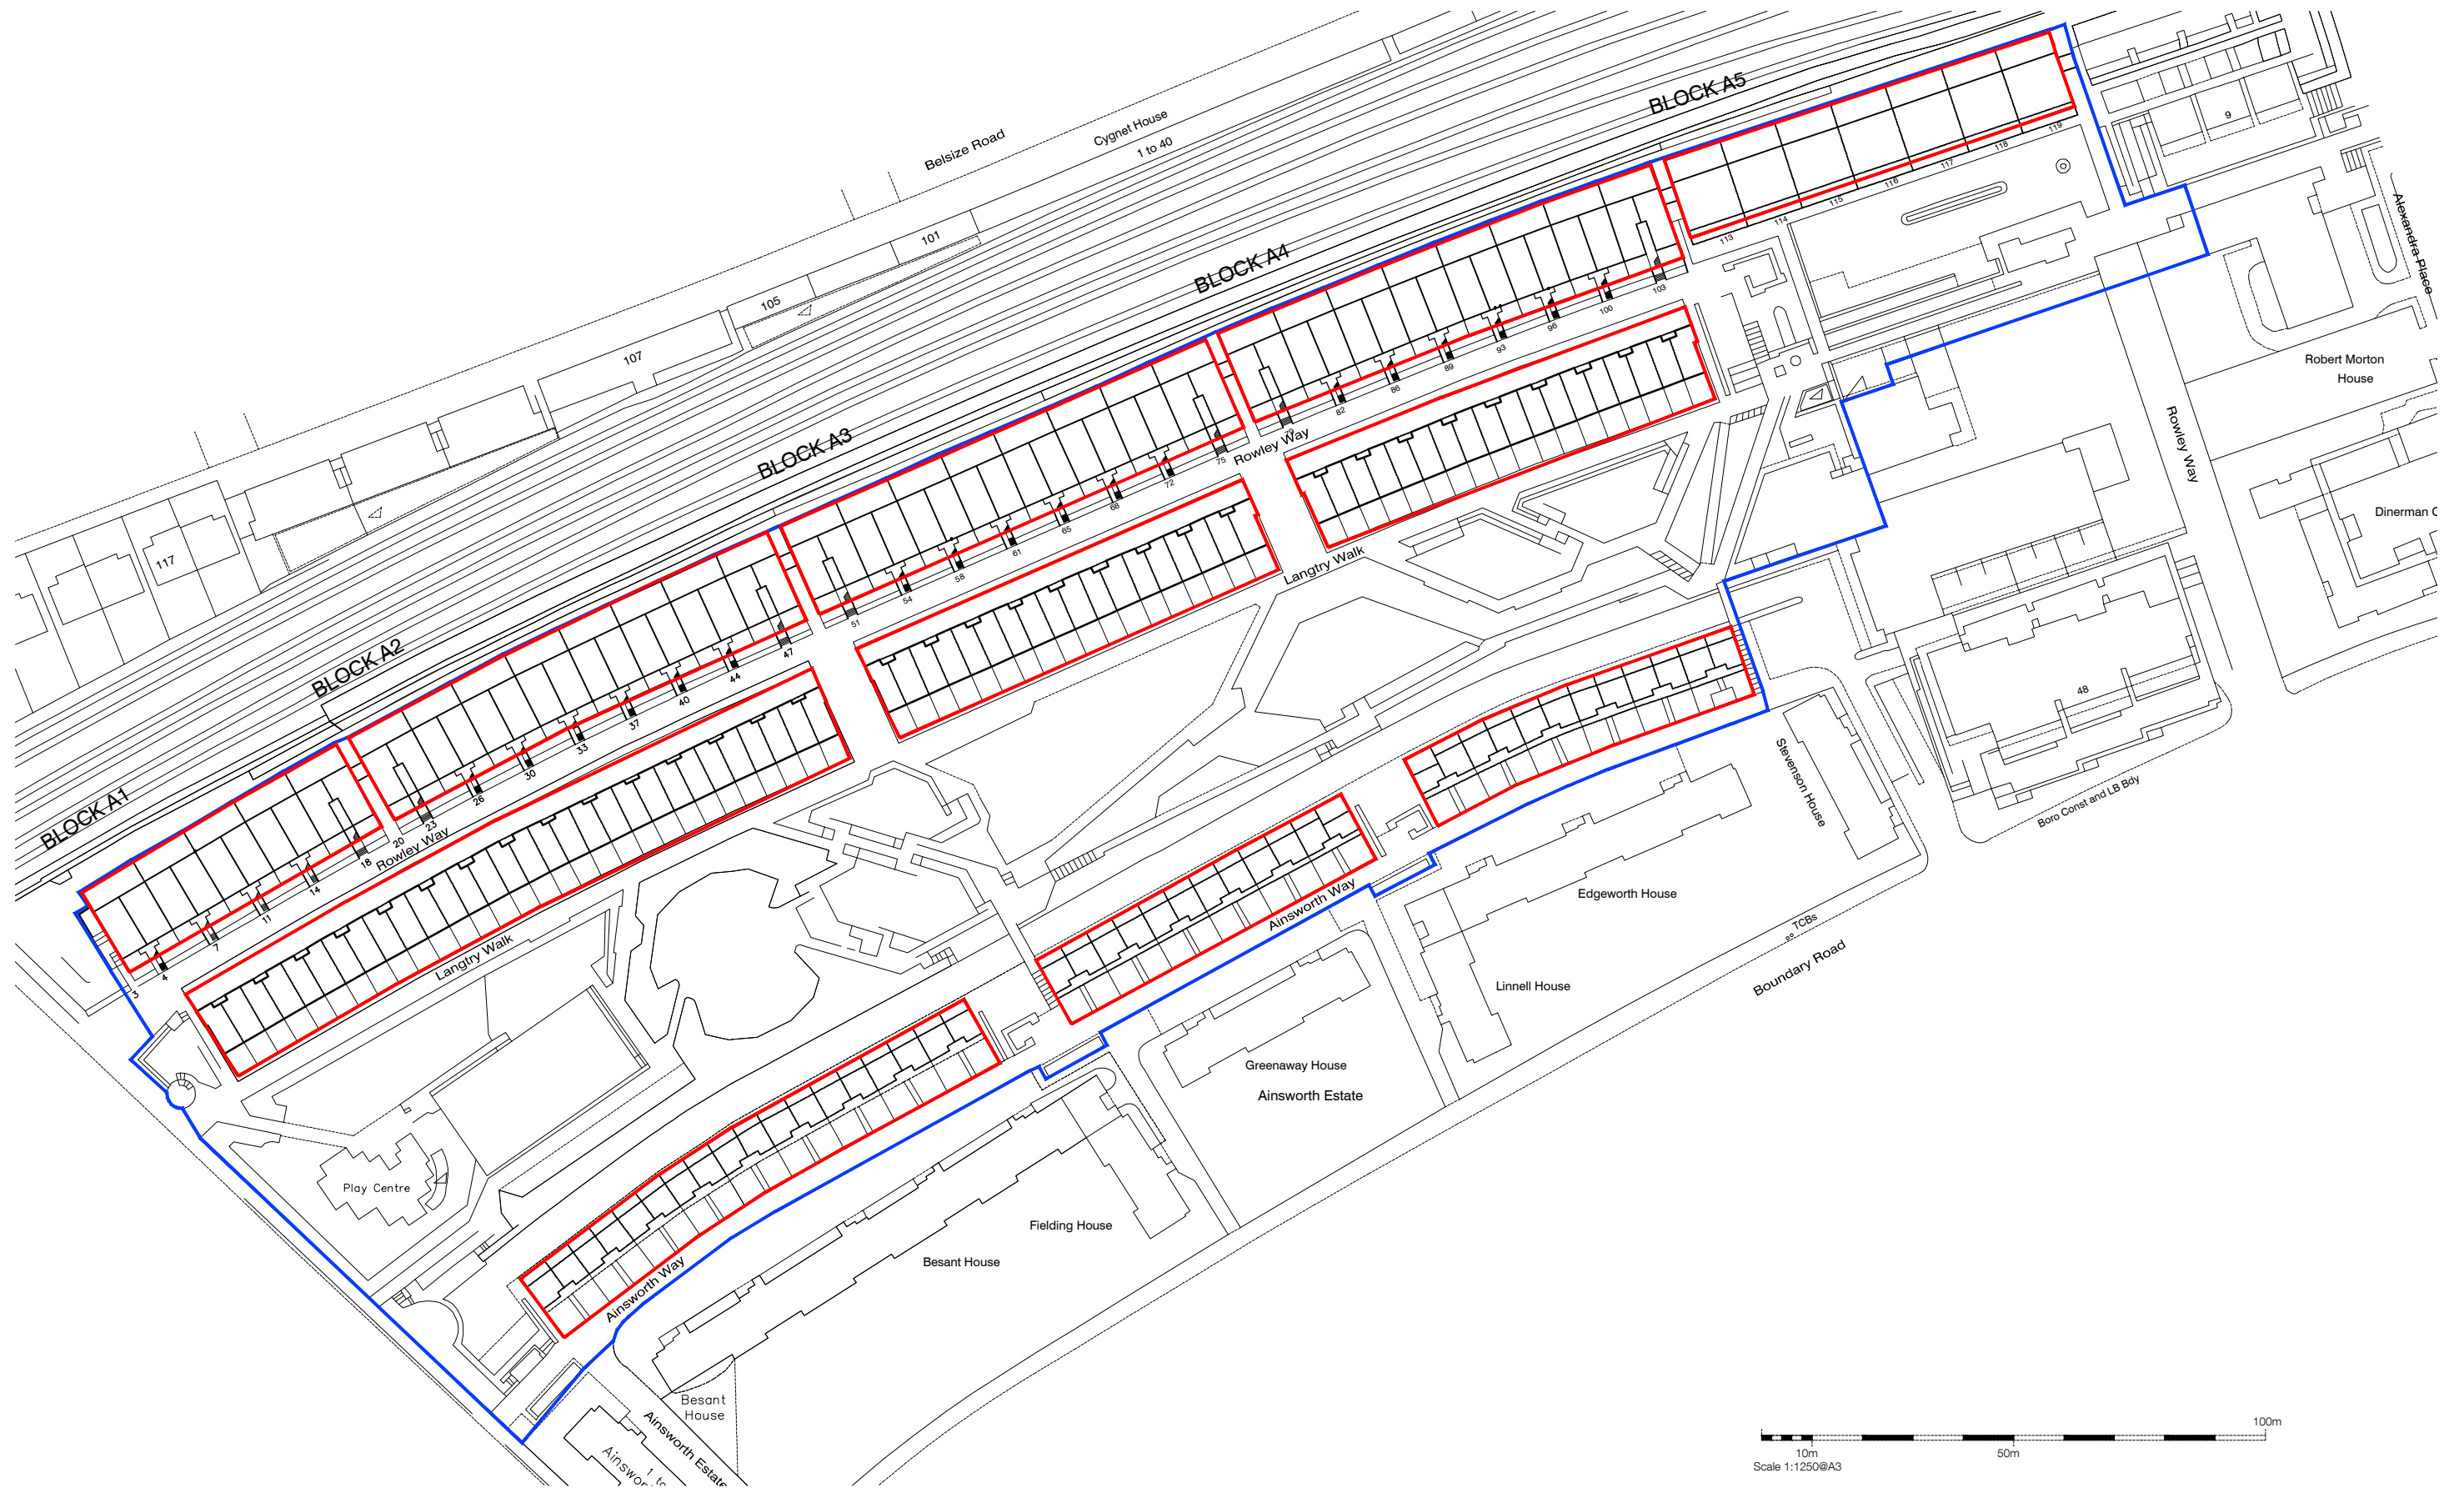 BLOCK A5
Belsize Road
Cygnet House
1 to 40
101
105
107
117
9
119
118
117
116
115
114
113
Alexandra Place
BLOCK A4
103
100
96
93
89
86
82
Rowley Way
Robert Morton
House
Rowley Way
Dinerman C
BLOCK A3
75
72
68
65
61
58
54
51
Langtry Walk
BLOCK A2
47
44
40
37
33
30
26
23
20
Rowley Way
BLOCK A1
18
14
11
7
4
3
Langtry Walk
48
Stevenson House
Boro Const and LB Bdy
Edgeworth House
Ainsworth Way
TCBs
Boundary Road
Linnell House
Greenaway House
Ainsworth Estate
Play Centre
Fielding House
Besant House
Ainsworth Way
Besant
House
Ainsworth Estate
1 to
Ainswor
100m
10m
50m
Scale 1:1250@A3